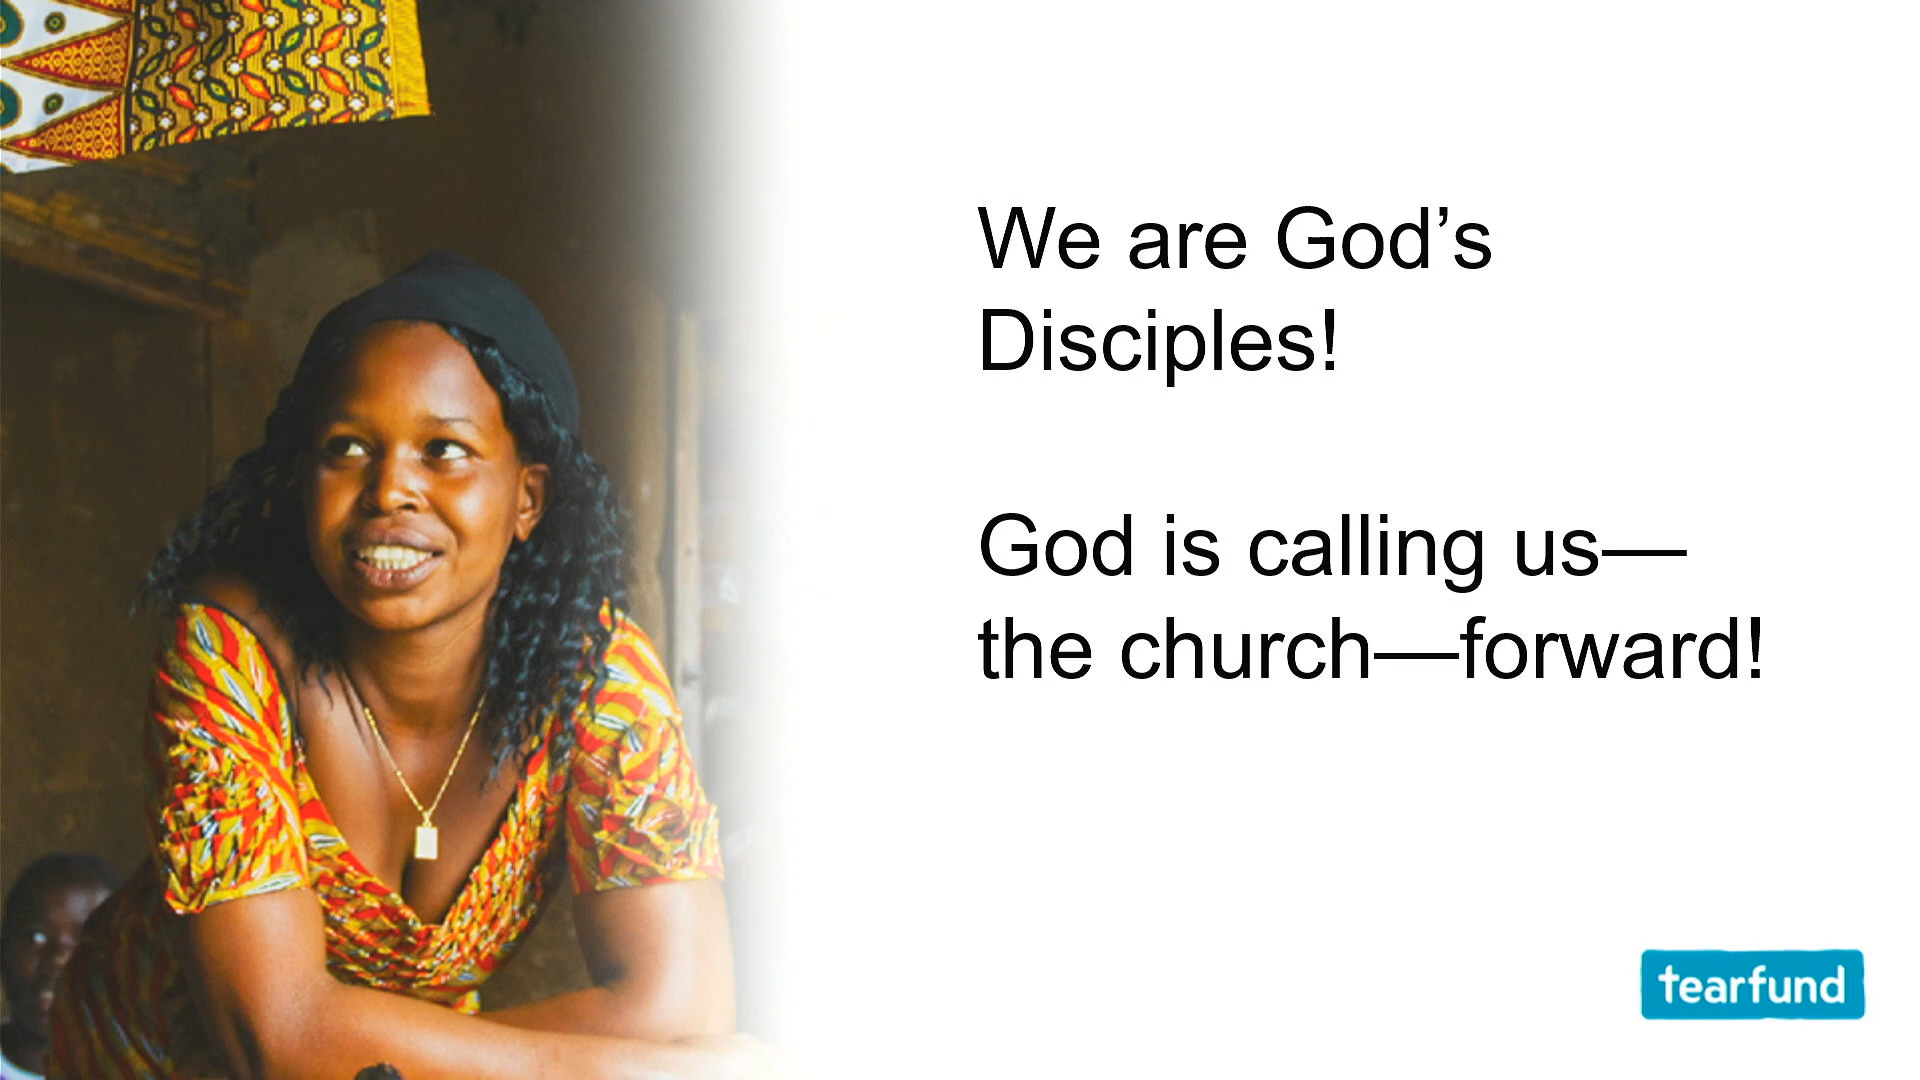 We are God’s
Disciples!
God is calling us—
the church—forward!
tearfund